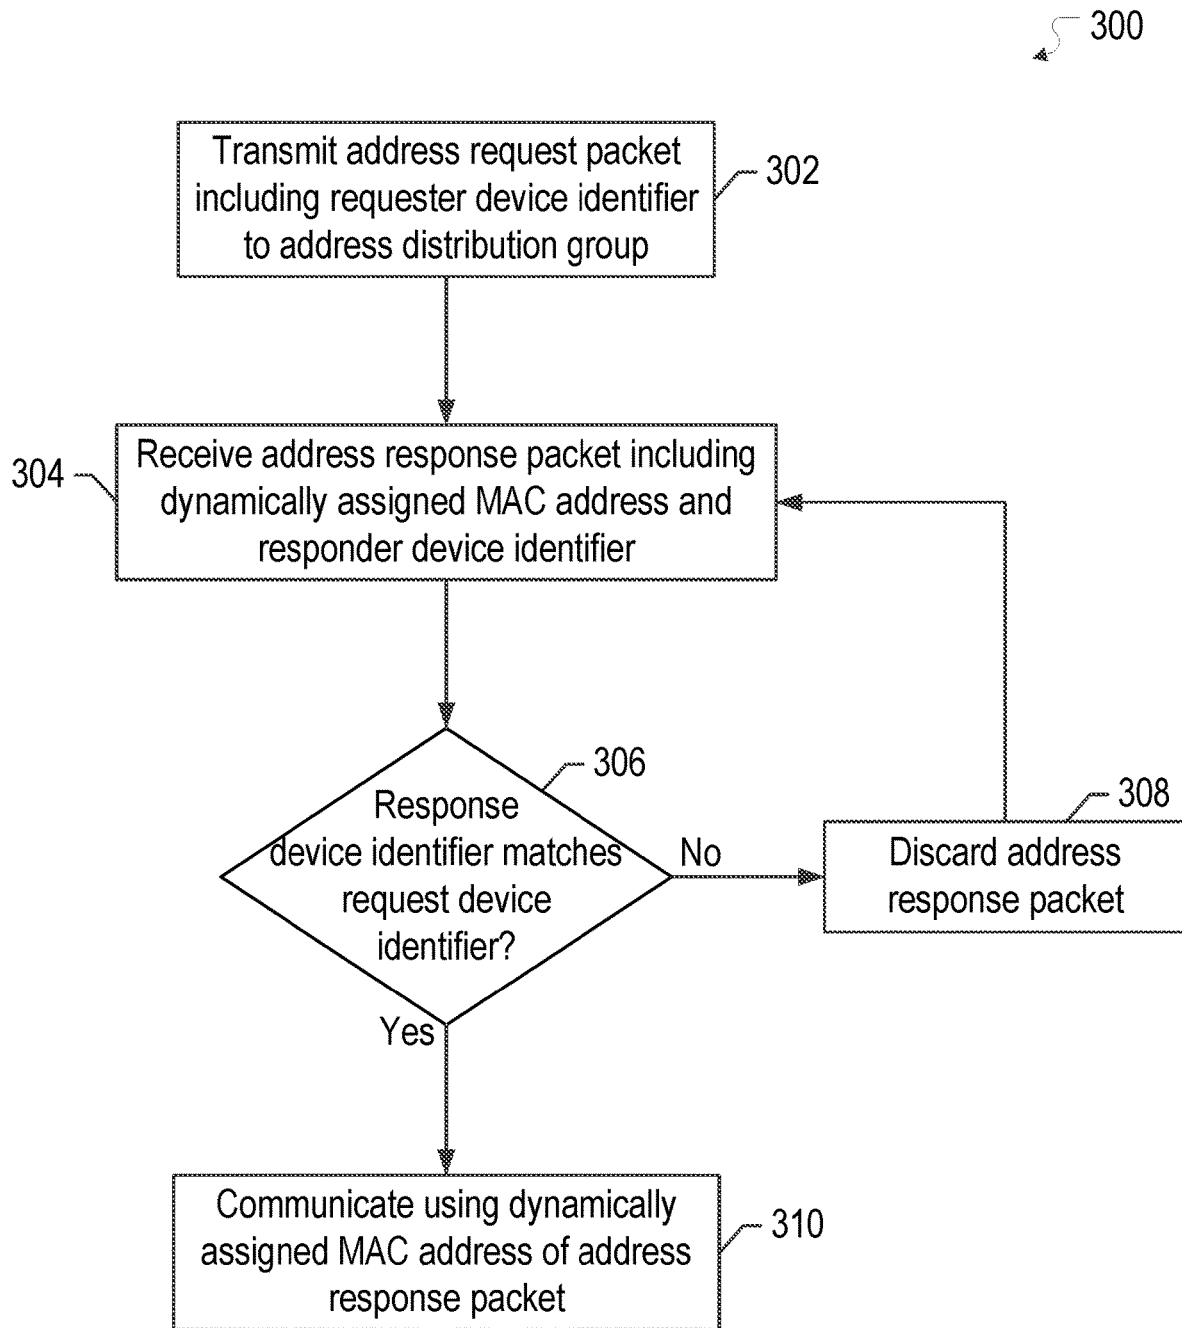 300
Transmit address request packet
including requester device identifier
to address distribution group
302
304
Receive address response packet including
dynamically assigned MAC address and
responder device identifier
306
Response
device identifier matches
request device
identifier?
No
308
Discard address
response packet
Yes
Communicate using dynamically
assigned MAC address of address
response packet
310